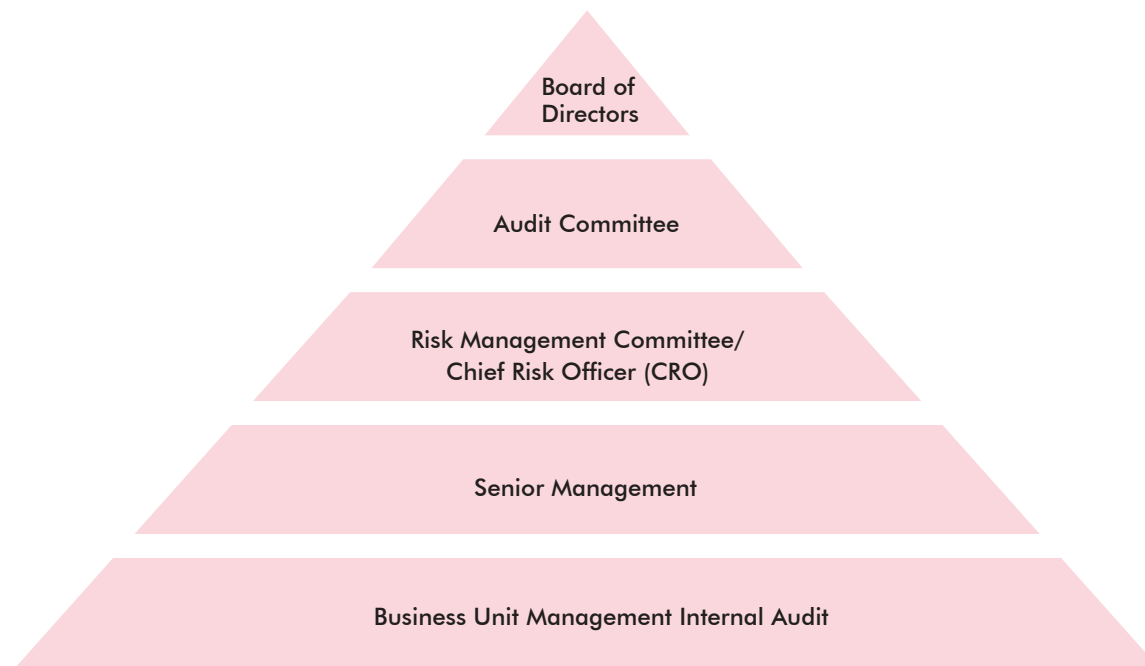 Board of
Directors
Audit Committee
Risk Management Committee/
Chief Risk Officer (CRO)
Senior Management
Business Unit Management Internal Audit